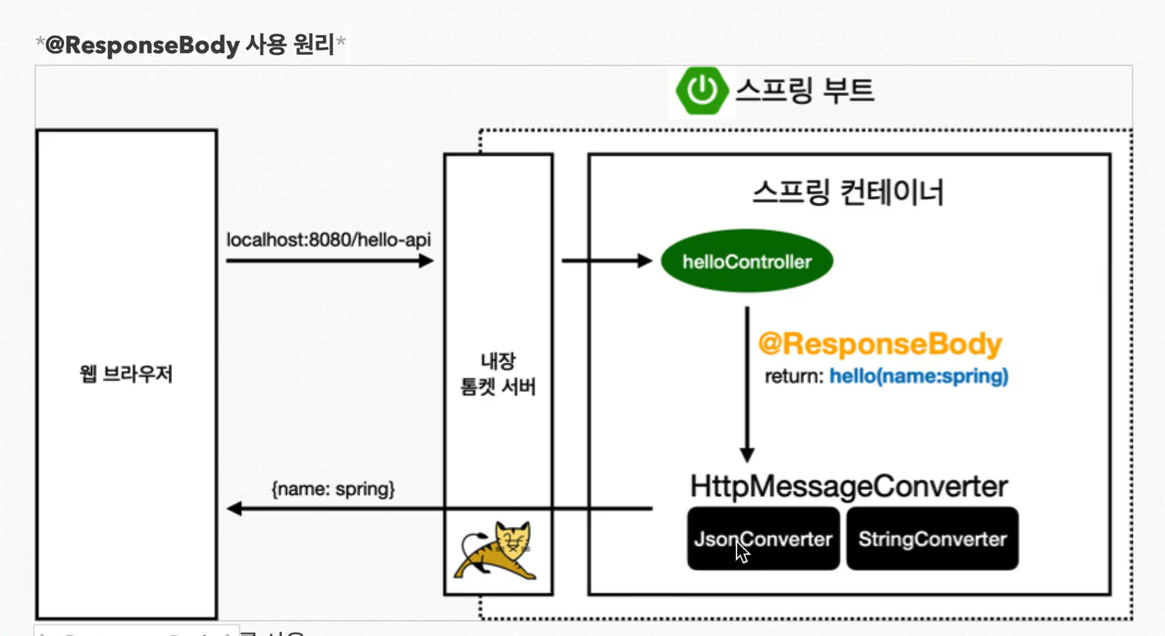 *@ResponseBody 사용 원리*
스프링 부트
스프링 컨테이너
localhost:8080/hello-api
helloController
@ResponseBody
return: hello(name:spring)
웹 브라우저
내장
톰켓 서버
{name: spring}
HttpMessageConverter
JsonConverter
StringConverter